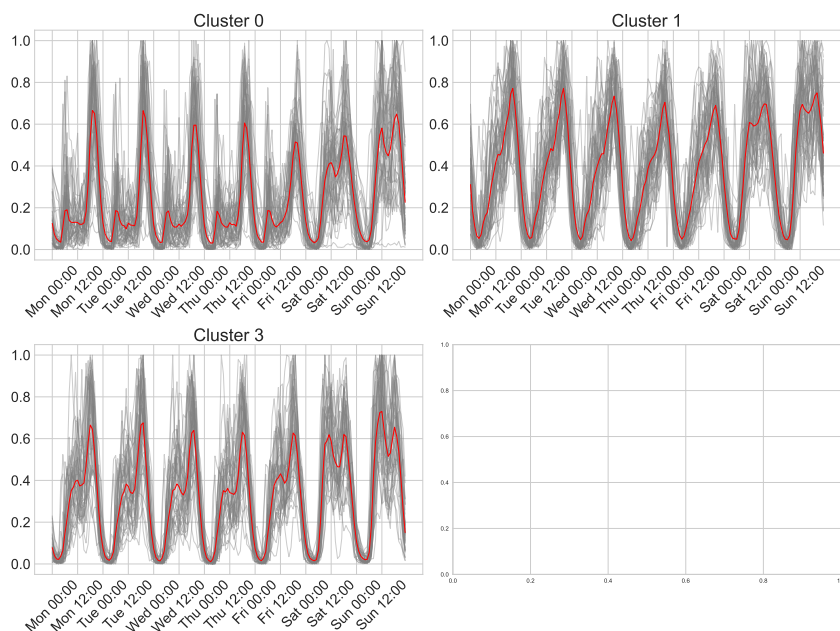 Cluster 0
1.0
0.8
0.6
0.4
0.2
0.0
Mon 00:00
Mon 12:00
Tue 00:00
Tue 12:00
Wed 00:00
Wed 12:00
Thu 00:00
Thu 12:00
Fri 00:00
Fri 12:00
Sat 00:00
Sat 12:00
Sun 00:00
Sun 12:00
Cluster 1
1.0
0.8
0.6
0.4
0.2
0.0
Mon 00:00
Mon 12:00
Tue 00:00
Tue 12:00
Wed 00:00
Wed 12:00
Thu 00:00
Thu 12:00
Fri 00:00
Fri 12:00
Sat 00:00
Sat 12:00
Sun 00:00
Sun 12:00
Cluster 3
1.0
0.8
0.6
0.4
0.2
0.0
Mon 00:00
Mon 12:00
Tue 00:00
Tue 12:00
Wed 00:00
Wed 12:00
Thu 00:00
Thu 12:00
Fri 00:00
Fri 12:00
Sat 00:00
Sat 12:00
Sun 00:00
Sun 12:00
1.0
0.8
0.6
0.4
0.2
0.0
0.0
0.2
0.4
0.6
0.8